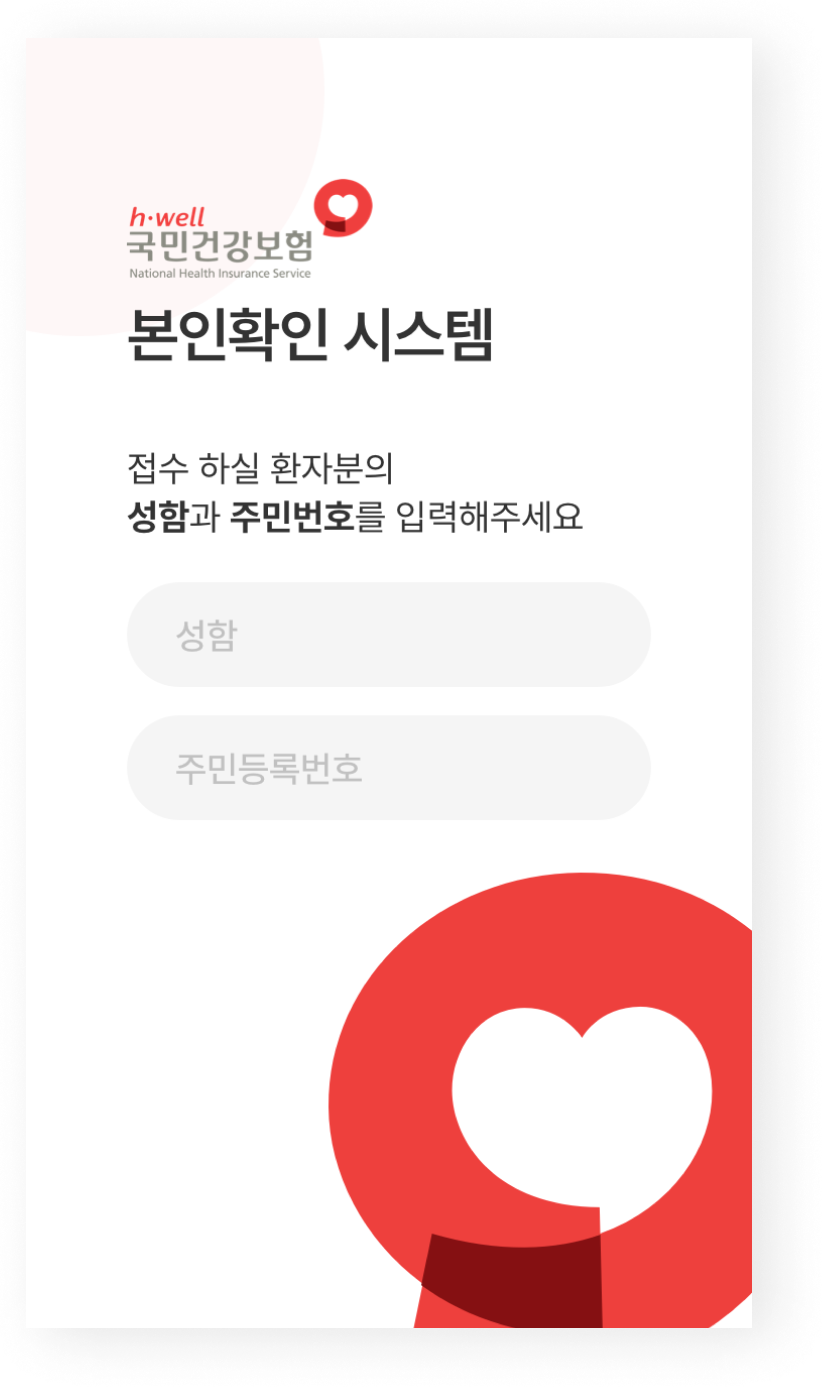 h·well
국민건강보험
National Health Insurance Service
본인확인 시스템
접수 하실 환자분의
성함과 주민번호를 입력해주세요
성함
주민등록번호